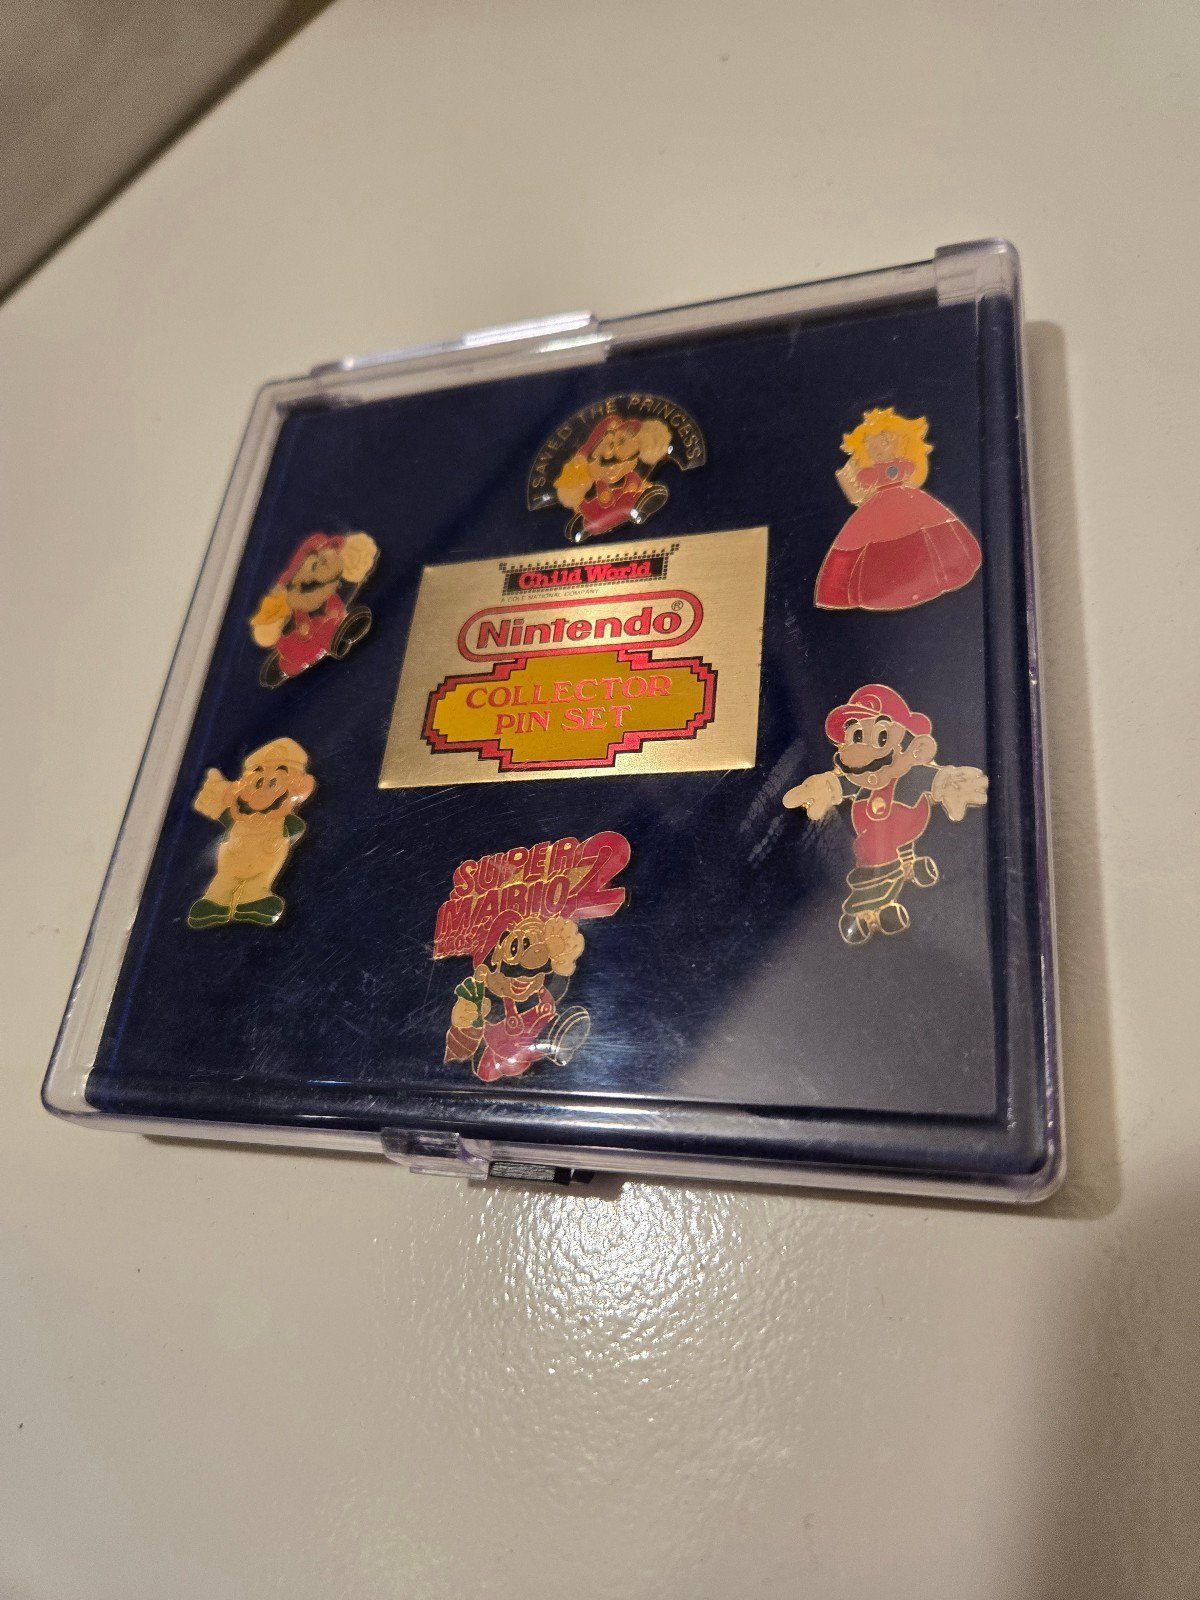 I SAVED THE PRINCESS
Child World
A COLE NATIONAL COMPANY
Nintendo®
COLLECTOR
PIN SET
SUPER
MARIO 2
BROS.